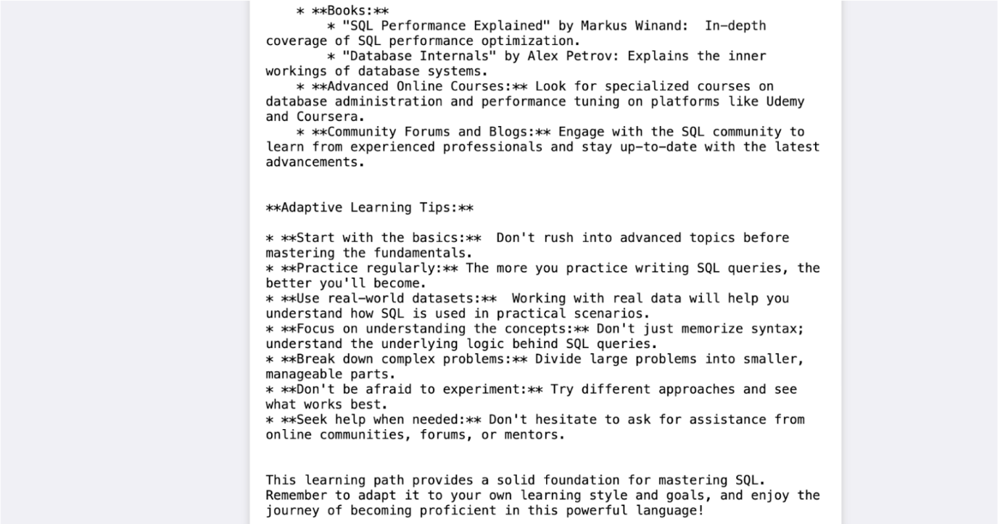 * **Books:**
* "SQL Performance Explained" by Markus Winand:  In-depth
coverage of SQL performance optimization.
* "Database Internals" by Alex Petrov: Explains the inner
workings of database systems.
* **Advanced Online Courses:** Look for specialized courses on
database administration and performance tuning on platforms like Udemy
and Coursera.
* **Community Forums and Blogs:** Engage with the SQL community to
learn from experienced professionals and stay up-to-date with the latest
advancements.
**Adaptive Learning Tips:**
* **Start with the basics:**  Don't rush into advanced topics before
mastering the fundamentals.
* **Practice regularly:** The more you practice writing SQL queries, the
better you'll become.
* **Use real-world datasets:**  Working with real data will help you
understand how SQL is used in practical scenarios.
* **Focus on understanding the concepts:** Don't just memorize syntax;
understand the underlying logic behind SQL queries.
* **Break down complex problems:** Divide large problems into smaller,
manageable parts.
* **Don't be afraid to experiment:** Try different approaches and see
what works best.
* **Seek help when needed:** Don't hesitate to ask for assistance from
online communities, forums, or mentors.
This learning path provides a solid foundation for mastering SQL.
Remember to adapt it to your own learning style and goals, and enjoy the
journey of becoming proficient in this powerful language!